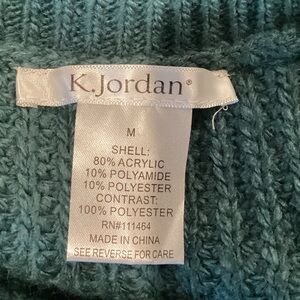 K.Jordan®
M
SHELL:
80% ACRYLIC
10% POLYAMIDE
10% POLYESTER
CONTRAST:
100% POLYESTER
RN#111464
MADE IN CHINA
SEE REVERSE FOR CARE